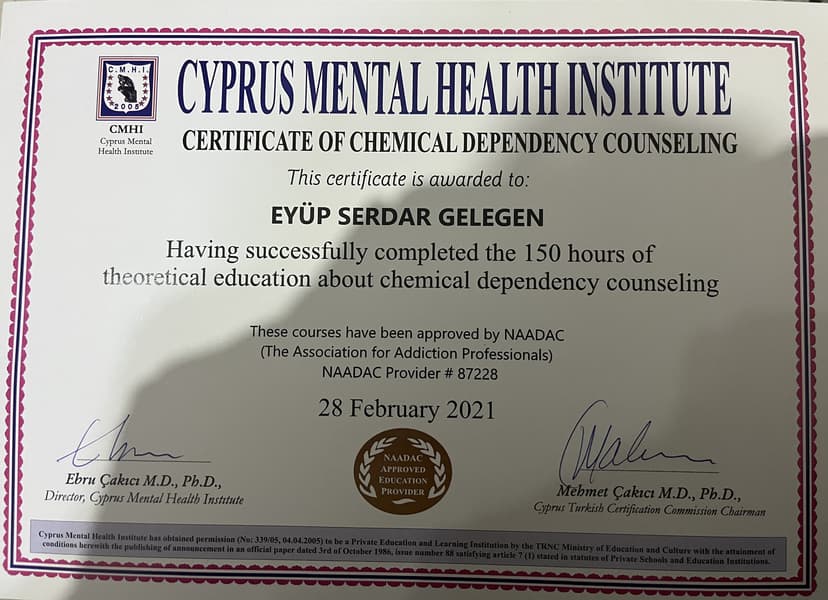 C.M.H.I.
2005
CMHI
Cyprus Mental
Health Institute
CYPRUS MENTAL HEALTH INSTITUTE
CERTIFICATE OF CHEMICAL DEPENDENCY COUNSELING
This certificate is awarded to:
EYÜP SERDAR GELEGEN
Having successfully completed the 150 hours of
theoretical education about chemical dependency counseling
These courses have been approved by NAADAC
(The Association for Addiction Professionals)
NAADAC Provider # 87228
28 February 2021
NAADAC
APPROVED
EDUCATION
PROVIDER
Ebru Çakıcı M.D., Ph.D.,
Director, Cyprus Mental Health Institute
Mehmet Çakıcı M.D., Ph.D.,
Cyprus Turkish Certification Commission Chairman
Cyprus Mental Health Institute has obtained permission (No: 339/05, 04.04.2005) to be a Private Education and Learning Institution by the TRNC Ministry of Education and Culture with the attainment of
conditions herewith the publishing of announcement in an official paper dated 3rd of October 1986, issue number 88 satisfying article 7 (1) stated in statutes of Private Schools and Education Institutions.